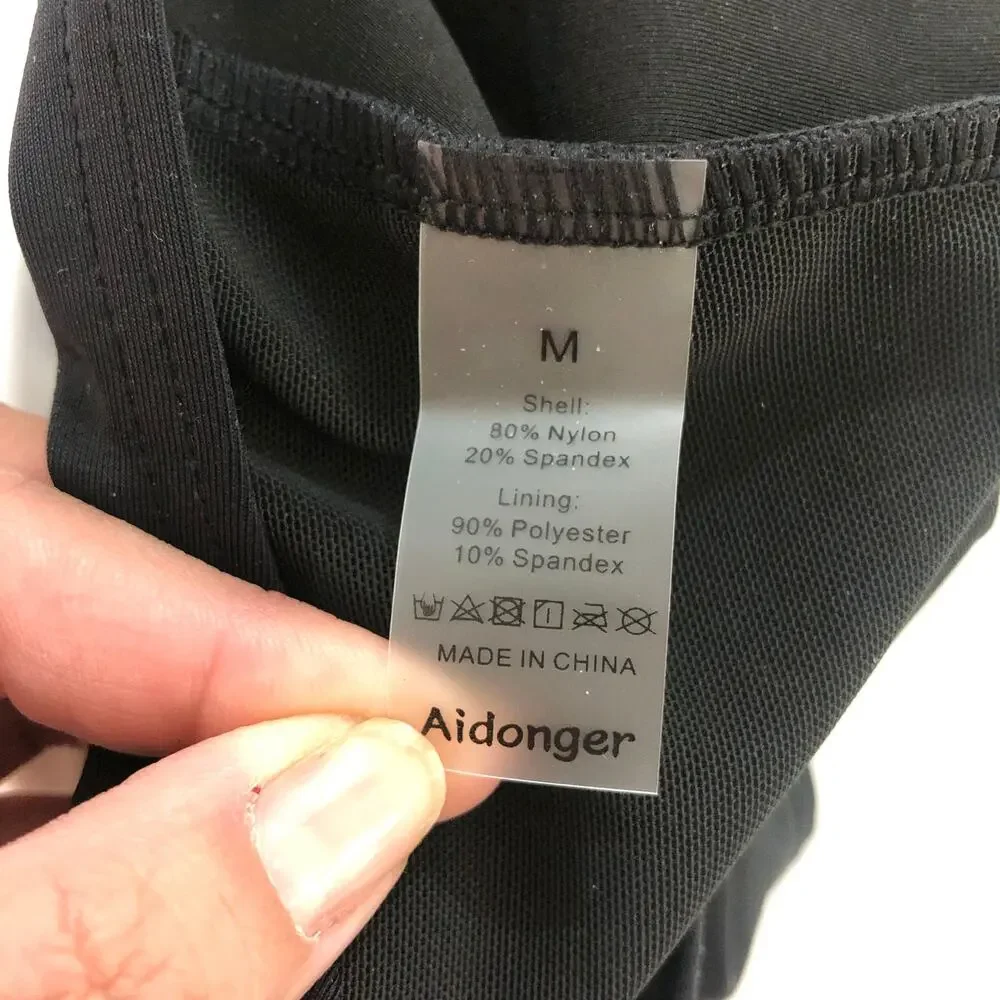 M
Shell:
80% Nylon
20% Spandex
Lining:
90% Polyester
10% Spandex
MADE IN CHINA
Aidonger